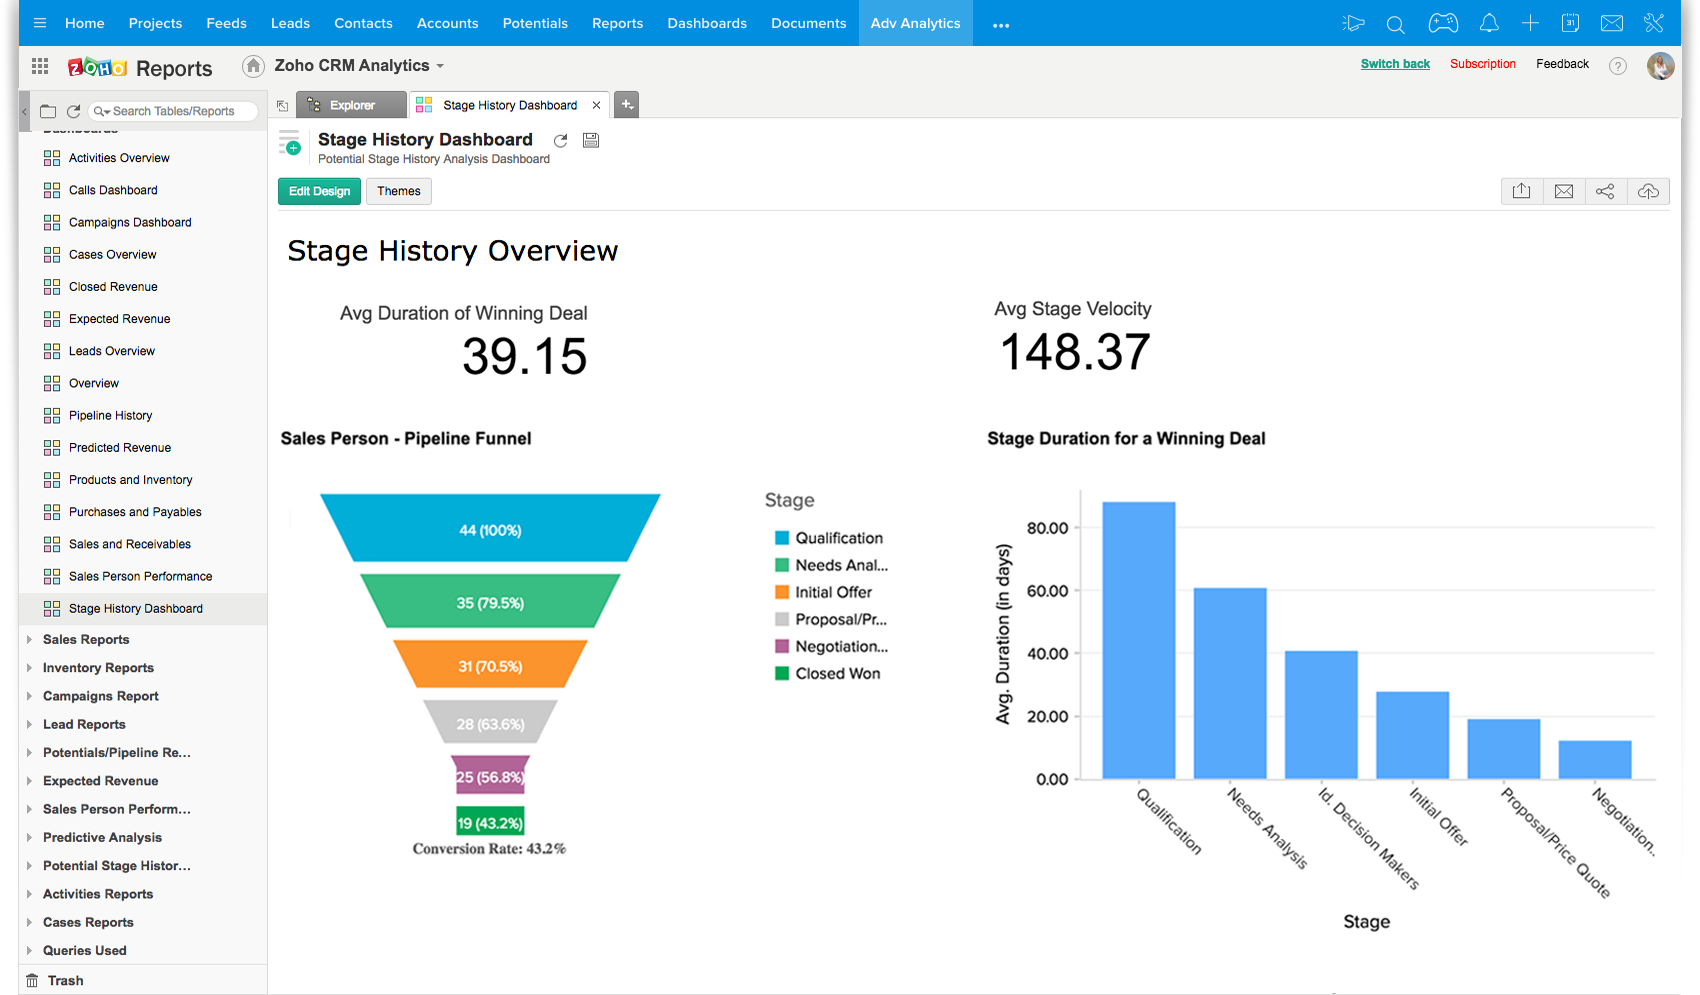 Home Projects Feeds Leads Contacts Accounts Potentials Reports Dashboards Documents Adv Analytics ...
31
ZOHO Reports
Zoho CRM Analytics
Switch back Subscription Feedback ?
Search Tables/Reports
Explorer
Stage History Dashboard
Dashboards
Activities Overview
Calls Dashboard
Campaigns Dashboard
Cases Overview
Closed Revenue
Expected Revenue
Leads Overview
Overview
Pipeline History
Predicted Revenue
Products and Inventory
Purchases and Payables
Sales and Receivables
Sales Person Performance
Stage History Dashboard
Sales Reports
Inventory Reports
Campaigns Report
Lead Reports
Potentials/Pipeline Re...
Expected Revenue
Sales Person Perform...
Predictive Analysis
Potential Stage Histor...
Activities Reports
Cases Reports
Queries Used
Trash
Stage History Dashboard
Potential Stage History Analysis Dashboard
Edit Design Themes
Stage History Overview
Avg Duration of Winning Deal
39.15
Avg Stage Velocity
148.37
Sales Person - Pipeline Funnel
44 (100%)
35 (79.5%)
31 (70.5%)
28 (63.6%)
25 (56.8%)
19 (43.2%)
Conversion Rate: 43.2%
Stage
Qualification
Needs Anal...
Initial Offer
Proposal/Pr...
Negotiation...
Closed Won
Stage Duration for a Winning Deal
Avg. Duration (in days)
80.00
60.00
40.00
20.00
0.00
Qualification
Needs Analysis
Id. Decision Makers
Initial Offer
Proposal/Price Quote
Negotiation..
Stage